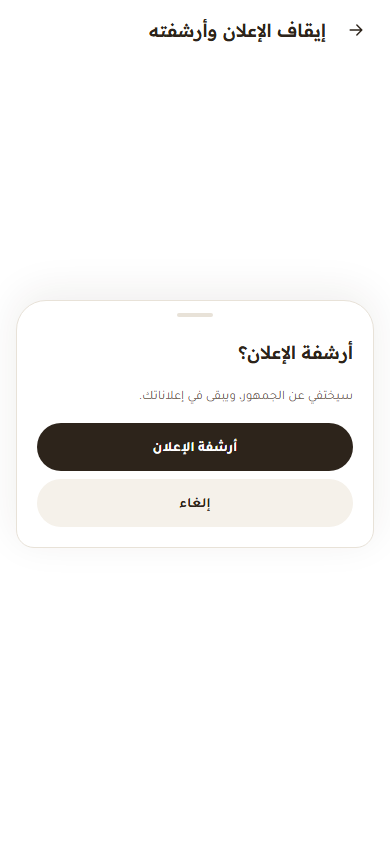 إيقاف الإعلان وأرشفته
أرشفة الإعلان؟
سيختفي عن الجمهور، ويبقى في إعلاناتك.
أرشفة الإعلان
إلغاء